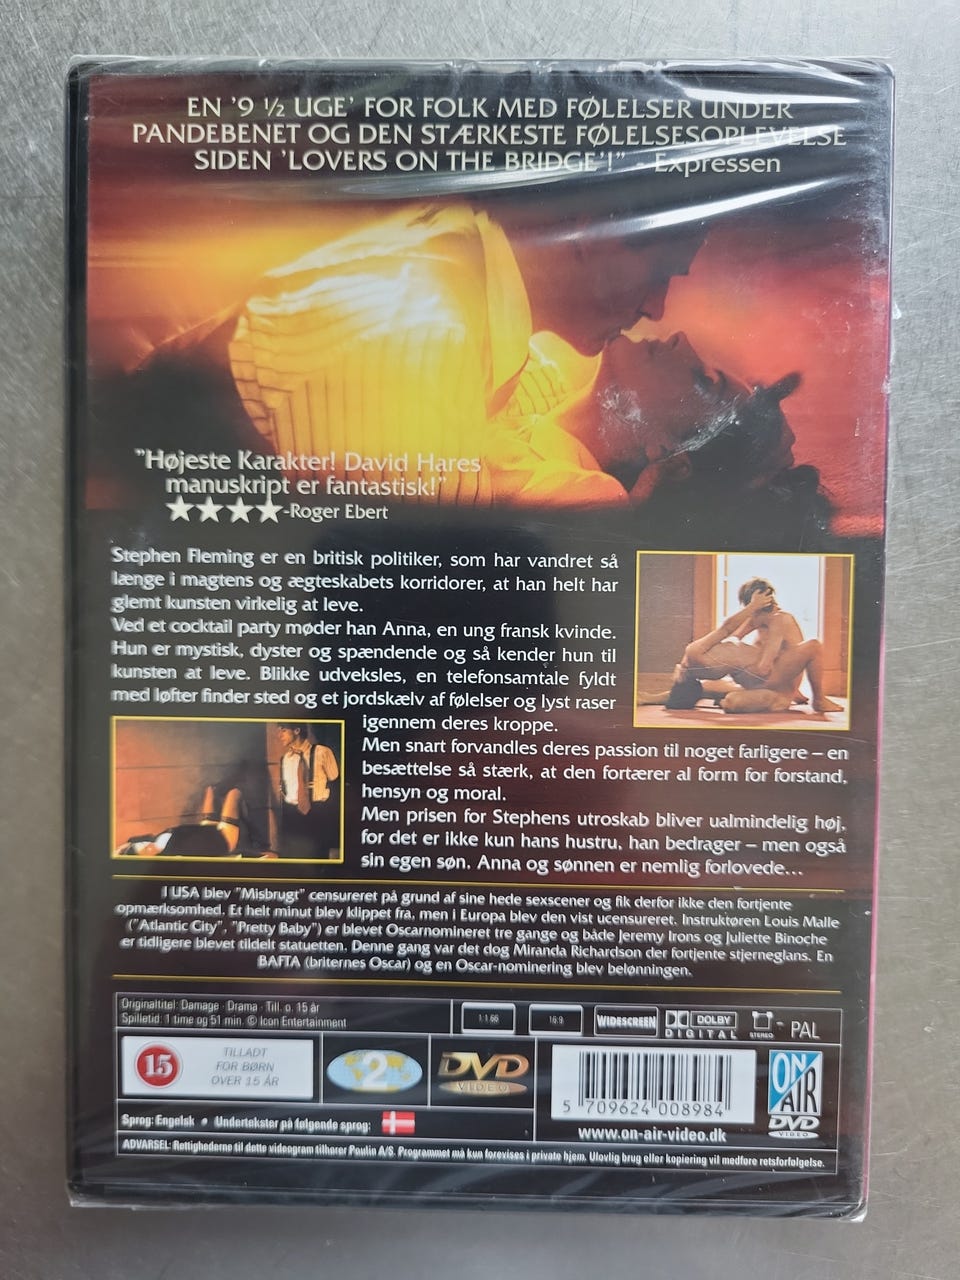 EN '9 ½ UGE' FOR FOLK MED FØLELSER UNDER
PANDEBENET OG DEN STÆRKESTE FØLELSESOPLEVELSE
SIDEN 'LOVERS ON THE BRIDGE'!" - Expressen
"Højeste Karakter! David Hares
manuskript er fantastisk!"
★★★★-Roger Ebert
Stephen Fleming er en britisk politiker, som har vandret så
længe i magtens og ægteskabets korridorer, at han helt har
glemt kunsten virkelig at leve.
Ved et cocktail party møder han Anna, en ung fransk kvinde.
Hun er mystisk, dyster og spændende og så kender hun til
kunsten at leve. Blikke udveksles, en telefonsamtale fyldt
med løfter finder sted og et jordskælv af følelser og lyst raser
igennem deres kroppe.
Men snart forvandles deres passion til noget farligere – en
besættelse så stærk, at den fortærer al form for forstand,
hensyn og moral.
Men prisen for Stephens utroskab bliver ualmindelig høj,
for det er ikke kun hans hustru, han bedrager – men også
sin egen søn. Anna og sønnen er nemlig forlovede...
I USA blev "Misbrugt" censureret på grund af sine hede sexscener og fik derfor ikke den fortjente
opmærksomhed. Et helt minut blev klippet fra, men i Europa blev den vist ucensureret. Instruktøren Louis Malle
("Atlantic City", "Pretty Baby") er blevet Oscarnomineret tre gange og både Jeremy Irons og Juliette Binoche
er tidligere blevet tildelt statuetten. Denne gang var det dog Miranda Richardson der fortjente stjerneglans. En
BAFTA (briternes Oscar) og en Oscar-nominering blev belønningen.
Originaltitel: Damage · Drama · Till. o. 15 år
Spilletid: 1 time og 51 min. © Icon Entertainment
1:1.66
16:9
WIDESCREEN
DOLBY
DIGITAL
STEREO
- PAL
15
TILLADT
FOR BØRN
OVER 15 ÅR
2
DVD
VIDEO
5 709624 008984
ON
AIR
DVD
VIDEO
Sprog: Engelsk • Undertekster på følgende sprog:
www.on-air-video.dk
ADVARSEL: Rettighederne til dette videogram tilhører Paulin A/S. Programmet må kun forevises i private hjem. Ulovlig brug eller kopiering vil medføre retsforfølgelse.